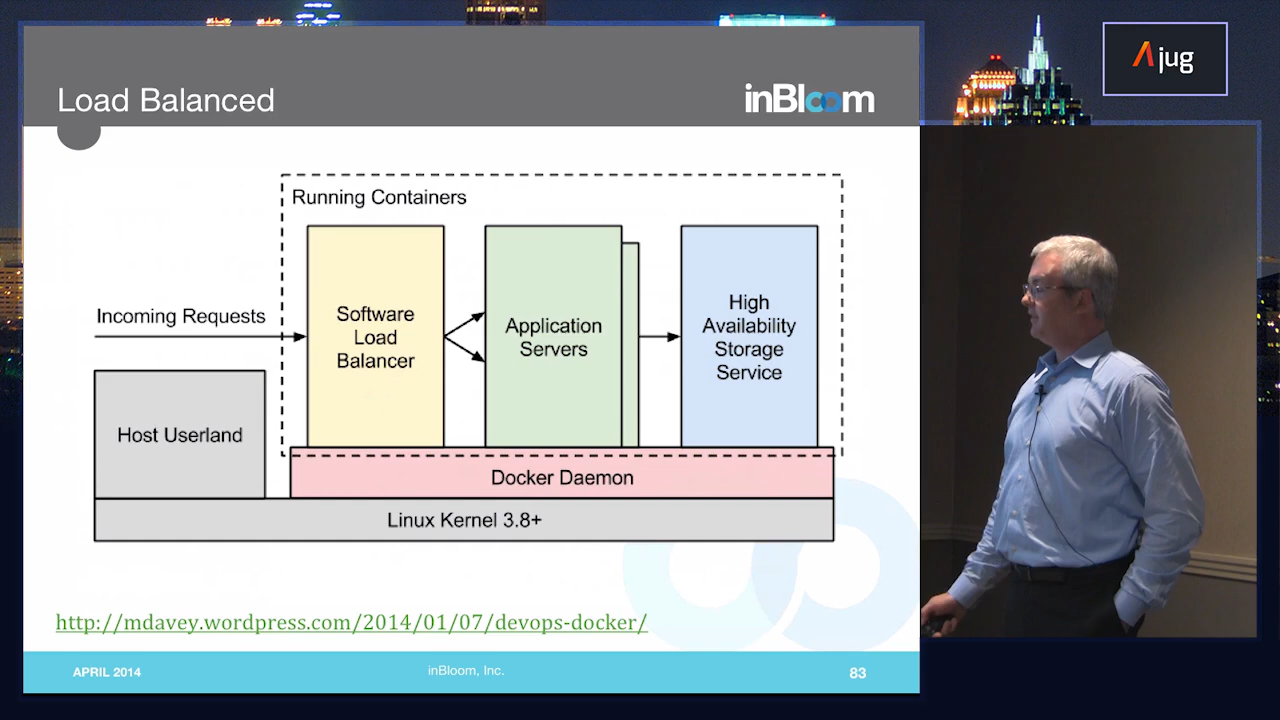 Load Balanced
inBloom
Ajug
Running Containers
Incoming Requests
Software
Load
Balancer
Application
Servers
High
Availability
Storage
Service
Host Userland
Docker Daemon
Linux Kernel 3.8+
http://mdavey.wordpress.com/2014/01/07/devops-docker/
APRIL 2014
inBloom, Inc.
83